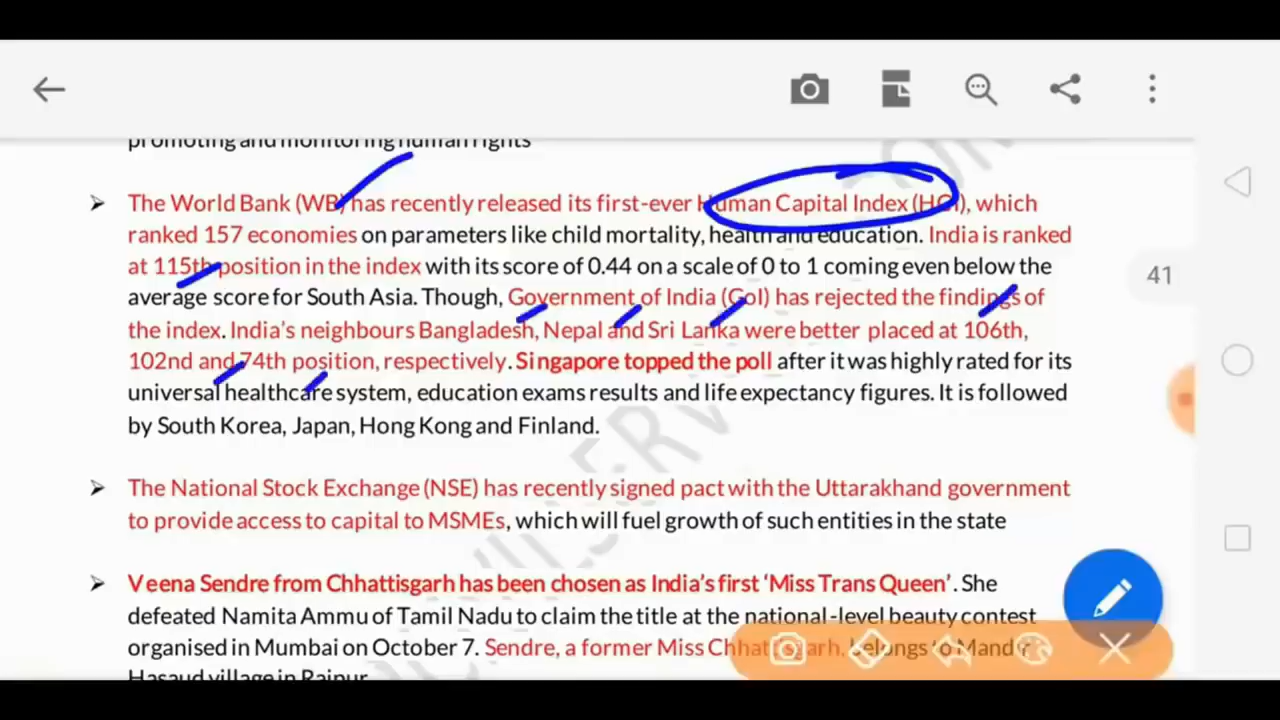 promoting and monitoring human rights
41
➤ The World Bank (WB) has recently released its first-ever Human Capital Index (HCI), which
ranked 157 economies on parameters like child mortality, health and education. India is ranked
at 115th position in the index with its score of 0.44 on a scale of 0 to 1 coming even below the
average score for South Asia. Though, Government of India (GoI) has rejected the findings of
the index. India's neighbours Bangladesh, Nepal and Sri Lanka were better placed at 106th,
102nd and 74th position, respectively. Singapore topped the poll after it was highly rated for its
universal healthcare system, education exams results and life expectancy figures. It is followed
by South Korea, Japan, Hong Kong and Finland.
➤ The National Stock Exchange (NSE) has recently signed pact with the Uttarakhand government
to provide access to capital to MSMEs, which will fuel growth of such entities in the state
➤ Veena Sendre from Chhattisgarh has been chosen as India's first 'Miss Trans Queen'. She
defeated Namita Ammu of Tamil Nadu to claim the title at the national-level beauty contest
organised in Mumbai on October 7. Sendre, a former Miss Chhattisgarh, belongs to Mandir
Hasaud village in Raipur